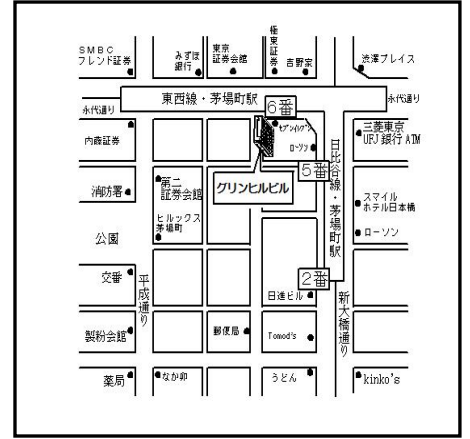 SMBC
フレンド証券
みずほ
銀行
東京
証券会館
極東証券
吉野家
渋澤プレイス
永代通り
東西線・茅場町駅
永代通り
6番
内藤証券
セブンイレブン
ローソン
三菱東京
UFJ銀行ATM
5番
日比谷線・茅場町駅
消防署
第二
証券会館
グリンヒルビル
スマイル
ホテル日本橋
ヒルックス
茅場町
ローソン
公園
交番
2番
平成通り
日進ビル
新大橋通り
製粉会館
郵便局
Tomod's
薬局
なか卯
うどん
kinko's